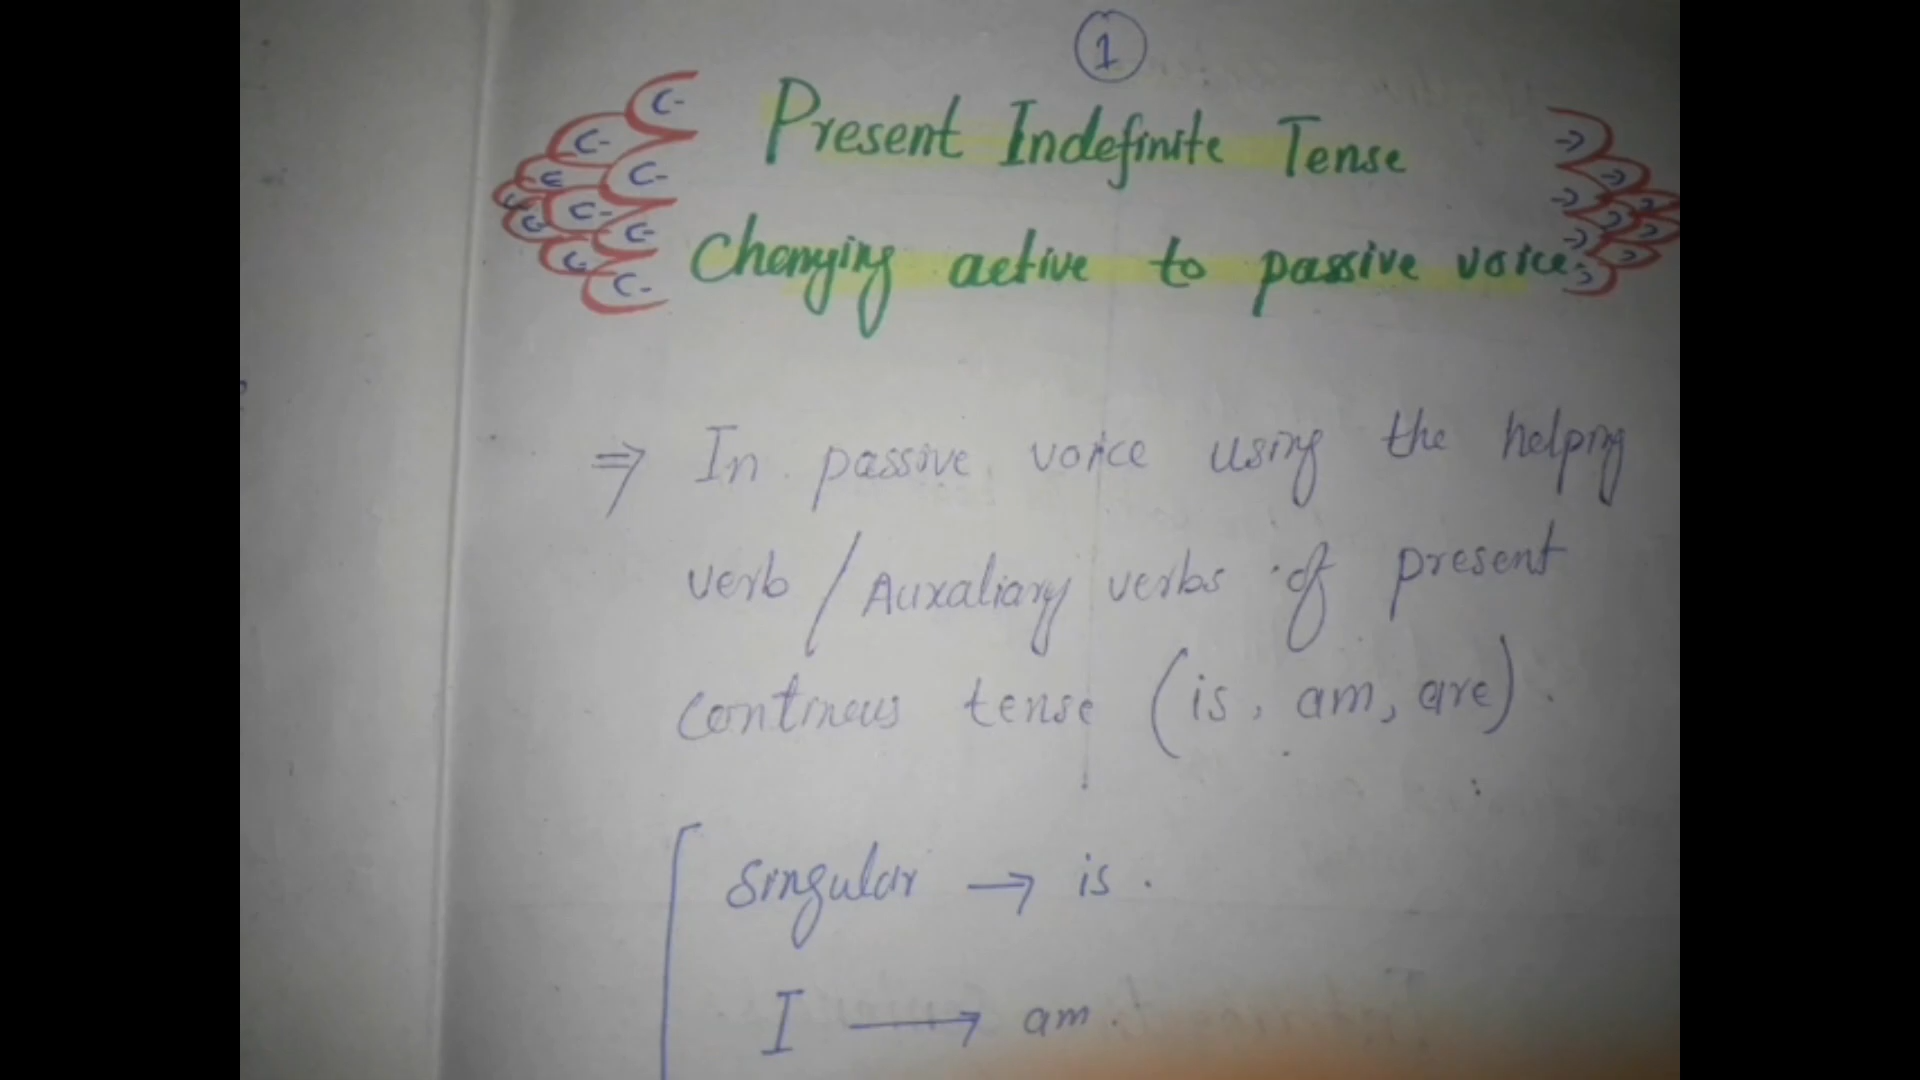 1
Present Indefinite Tense
Changing active to passive voice.
⇒ In passive voice using the helping
verb / Auxaliary verbs of present
contineus tense (is, am, are).
Singular → is.
I → am.